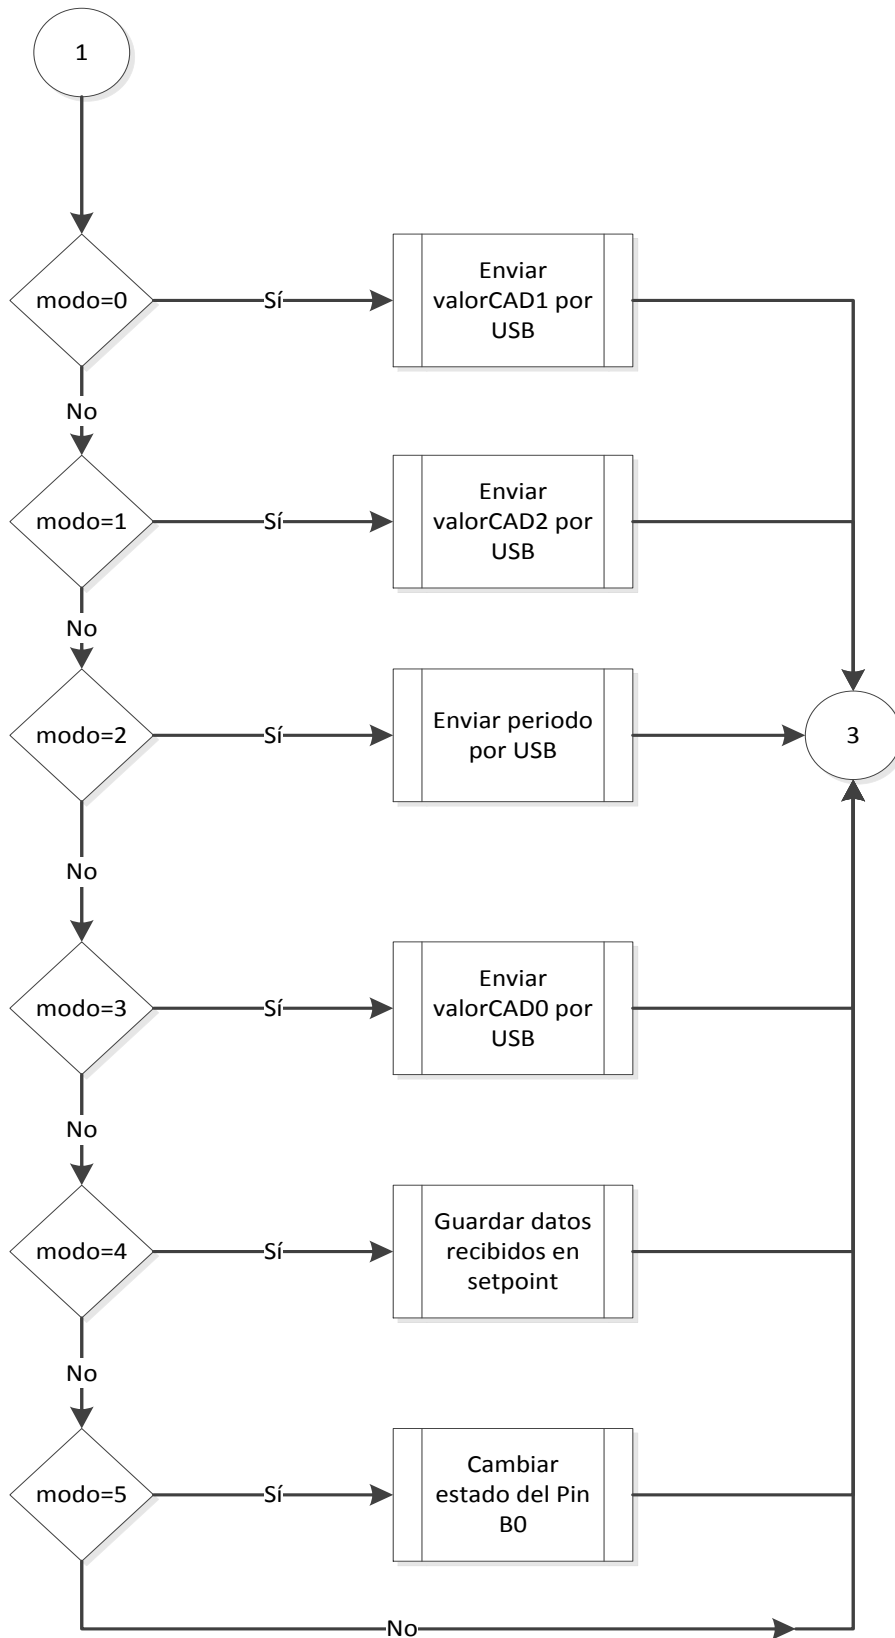 1
modo=0
Sí
Enviar
valorCAD1 por
USB
No
modo=1
Sí
Enviar
valorCAD2 por
USB
No
modo=2
Sí
Enviar periodo
por USB
3
No
modo=3
Sí
Enviar
valorCAD0 por
USB
No
modo=4
Sí
Guardar datos
recibidos en
setpoint
No
modo=5
Sí
Cambiar
estado del Pin
B0
No